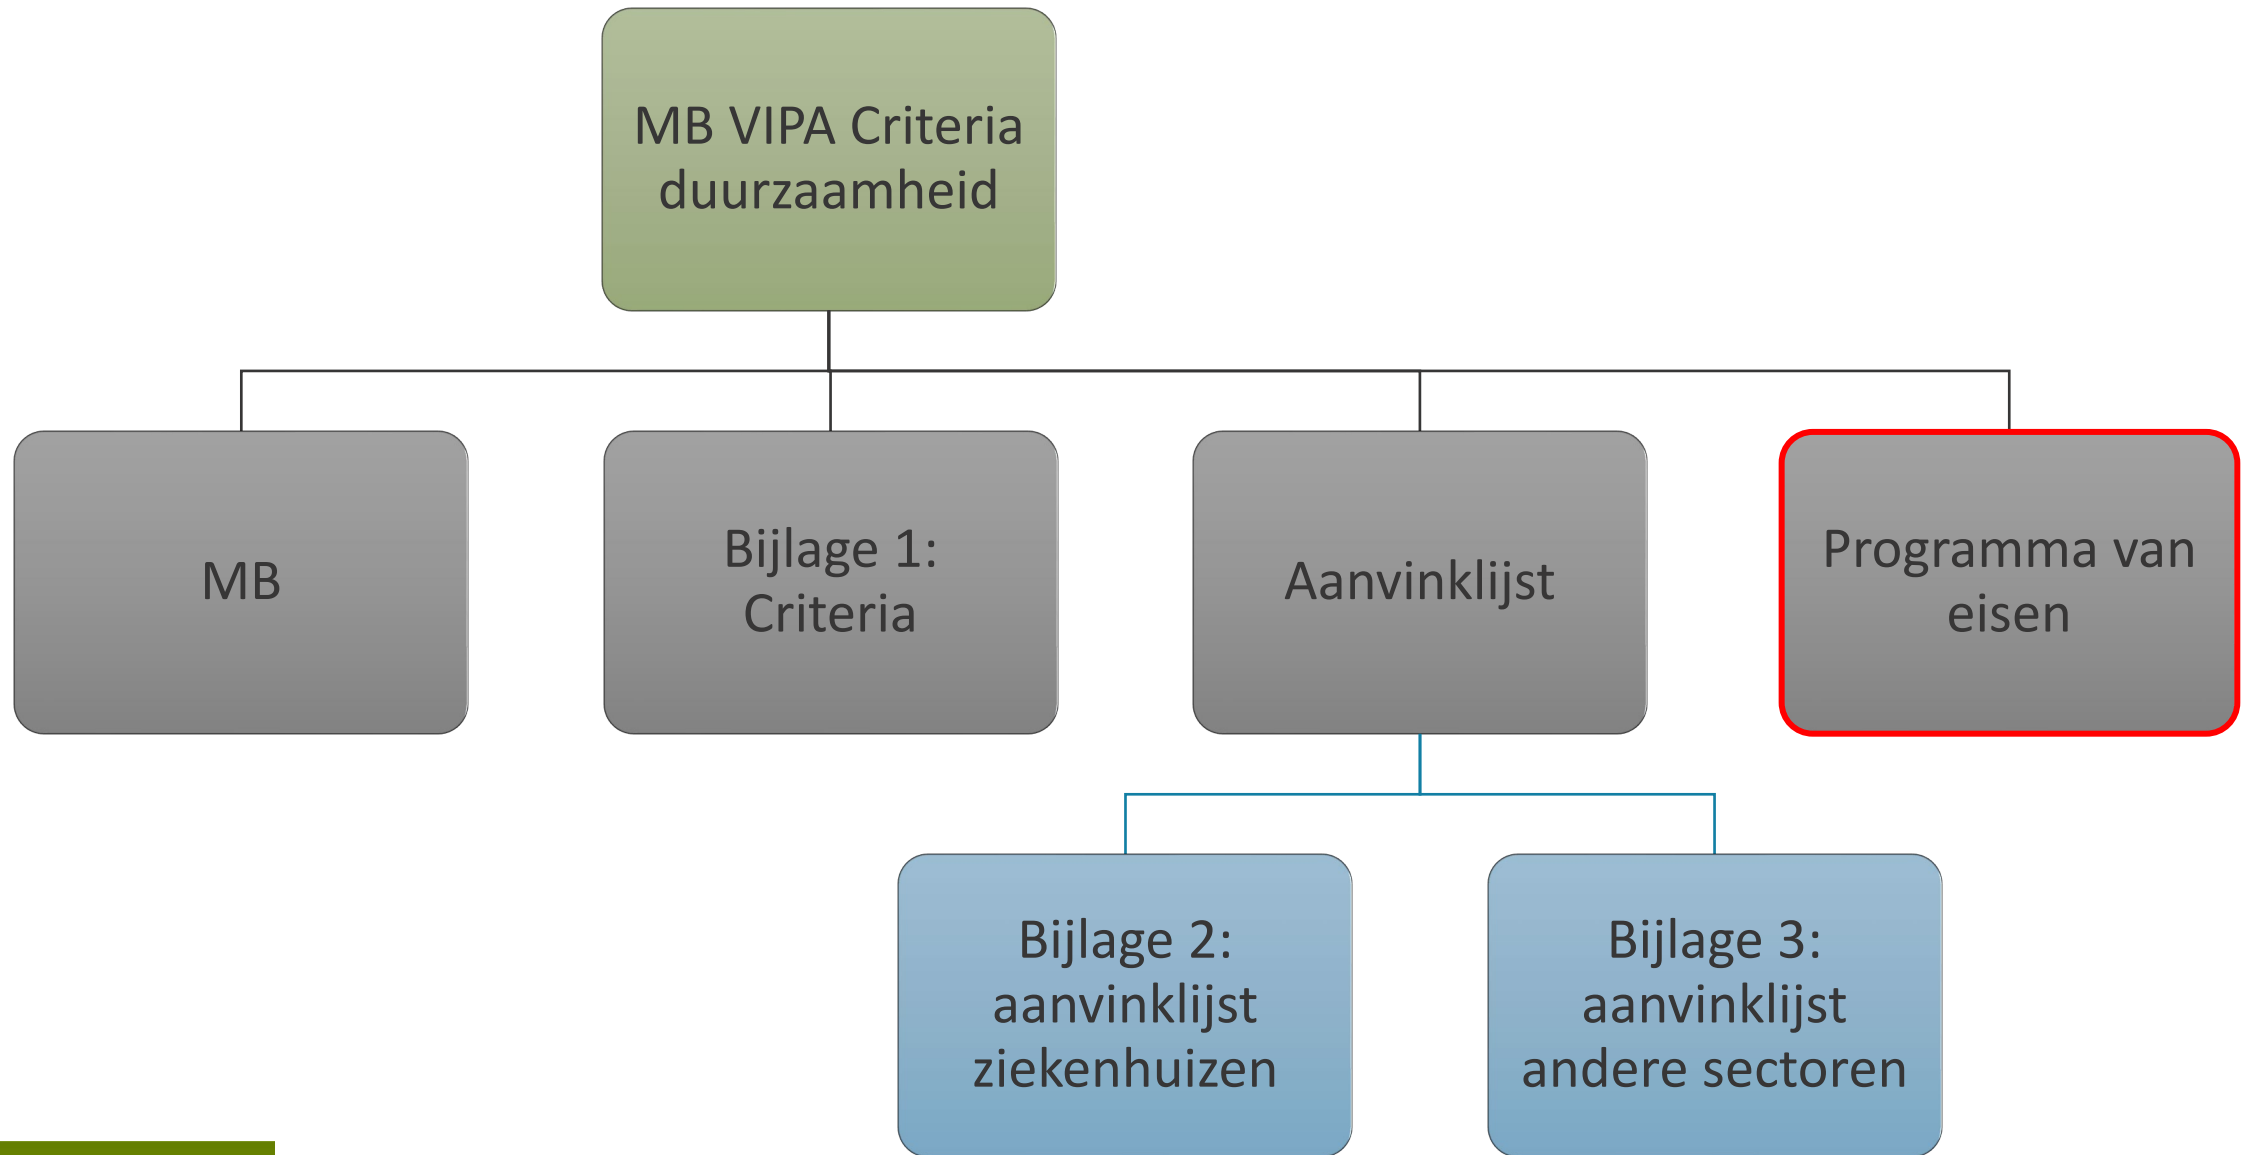 MB VIPA Criteria
duurzaamheid
MB
Bijlage 1:
Criteria
Aanvinklijst
Programma van
eisen
Bijlage 2:
aanvinklijst
ziekenhuizen
Bijlage 3:
aanvinklijst
andere sectoren